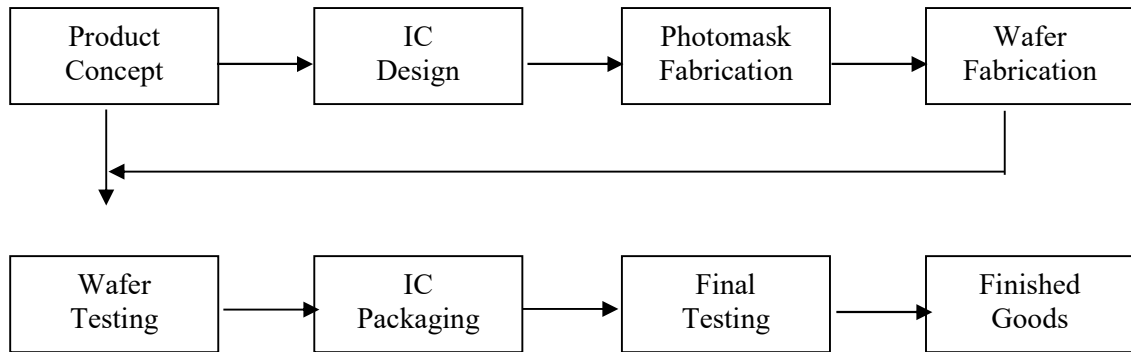 Product
Concept
IC
Design
Photomask
Fabrication
Wafer
Fabrication
Wafer
Testing
IC
Packaging
Final
Testing
Finished
Goods